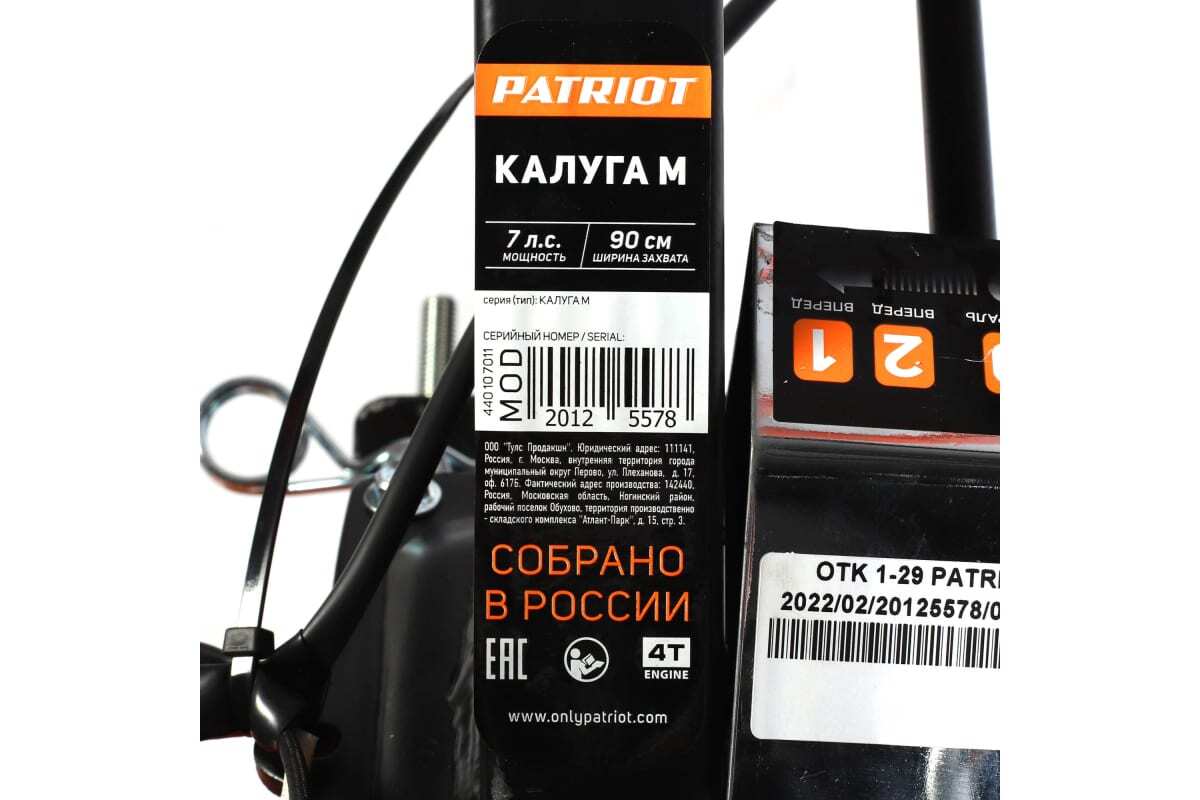 PATRIOT
КАЛУГА М
7 л.с.
МОЩНОСТЬ
90 см
ШИРИНА ЗАХВАТА
серия (тип): КАЛУГА М
СЕРИЙНЫЙ НОМЕР / SERIAL:
440107011
MOD
2012 5578
ООО "Тулс Продакшн". Юридический адрес: 111141,
Россия, г. Москва, внутренняя территория города
муниципальный округ Перово, ул. Плеханова, д. 17,
оф. 617Б. Фактический адрес производства: 142440,
Россия, Московская область, Ногинский район,
рабочий поселок Обухово, территория производственно
- складского комплекса "Атлант-Парк", д. 15, стр. 3.
СОБРАНО
В РОССИИ
EAC
4T
ENGINE
www.onlypatriot.com
ВПЕРЕД
ВПЕРЕД
1
2
ОТК 1-29 PATRI
2022/02/20125578/0